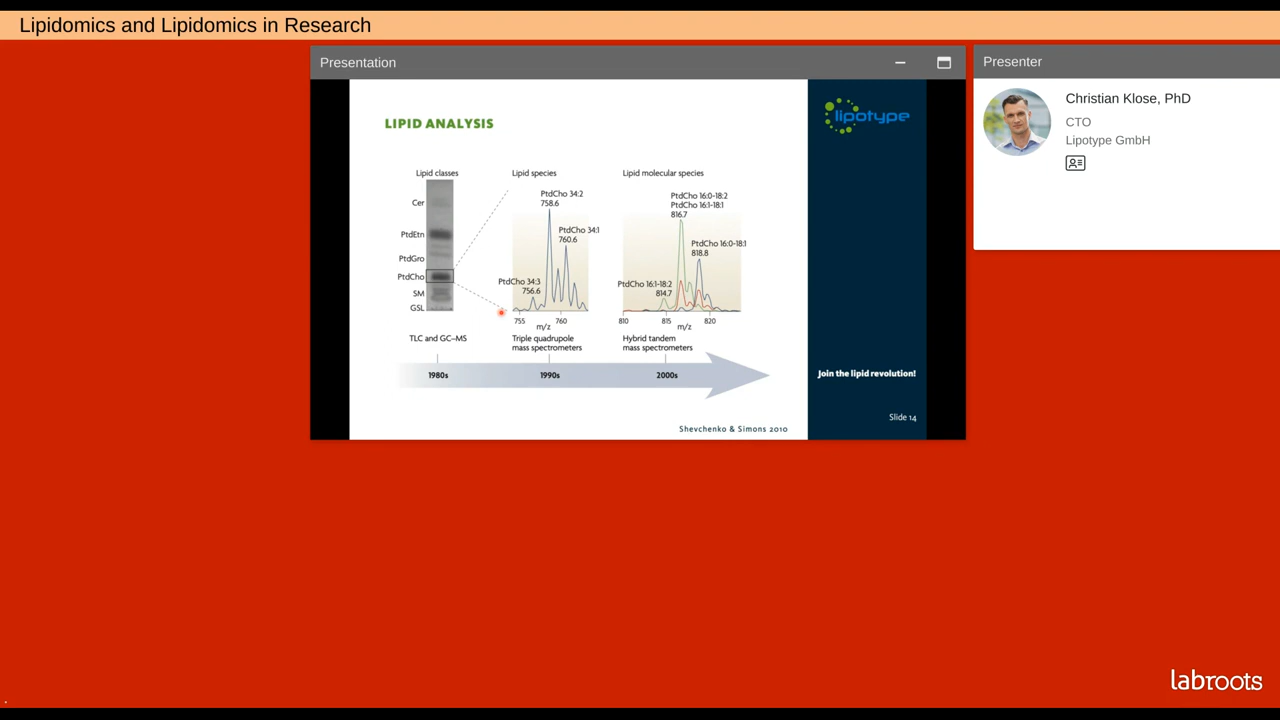 Lipidomics and Lipidomics in Research
Presentation
Presenter
Christian Klose, PhD
CTO
Lipotype GmbH
LIPID ANALYSIS
lipotype
Lipid classes
Cer
PtdEtn
PtdGro
PtdCho
SM
GSL
TLC and GC–MS
Lipid species
PtdCho 34:2
758.6
PtdCho 34:1
760.6
PtdCho 34:3
756.6
755
760
m/z
Triple quadrupole
mass spectrometers
Lipid molecular species
PtdCho 16:0-18:2
PtdCho 16:1-18:1
816.7
PtdCho 16:0-18:1
818.8
PtdCho 16:1-18:2
814.7
810
815
820
m/z
Hybrid tandem
mass spectrometers
1980s
1990s
2000s
Join the lipid revolution!
Slide 14
Shevchenko & Simons 2010
labroots